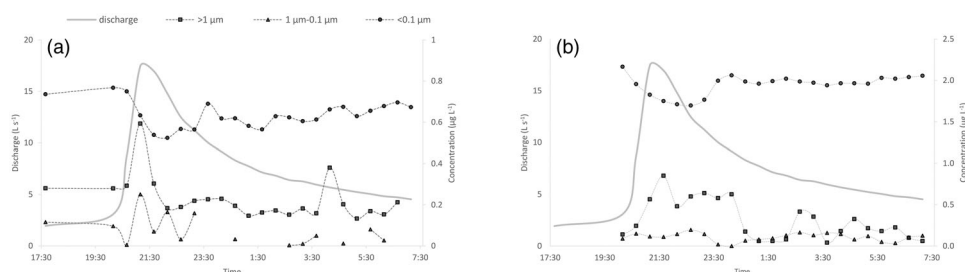 discharge >1 µm 1 µm-0.1 µm <0.1 µm
(a)
20
15
10
5
0
Discharge (L s⁻¹)
1
0.8
0.6
0.4
0.2
0
Concentration (µg L⁻¹)
17:30 19:30 21:30 23:30 1:30 3:30 5:30 7:30
Time
(b)
20
15
10
5
0
Discharge (L s⁻¹)
2.5
2.0
1.5
1.0
0.5
0.0
Concentration (µg L⁻¹)
17:30 19:30 21:30 23:30 1:30 3:30 5:30 7:30
Time